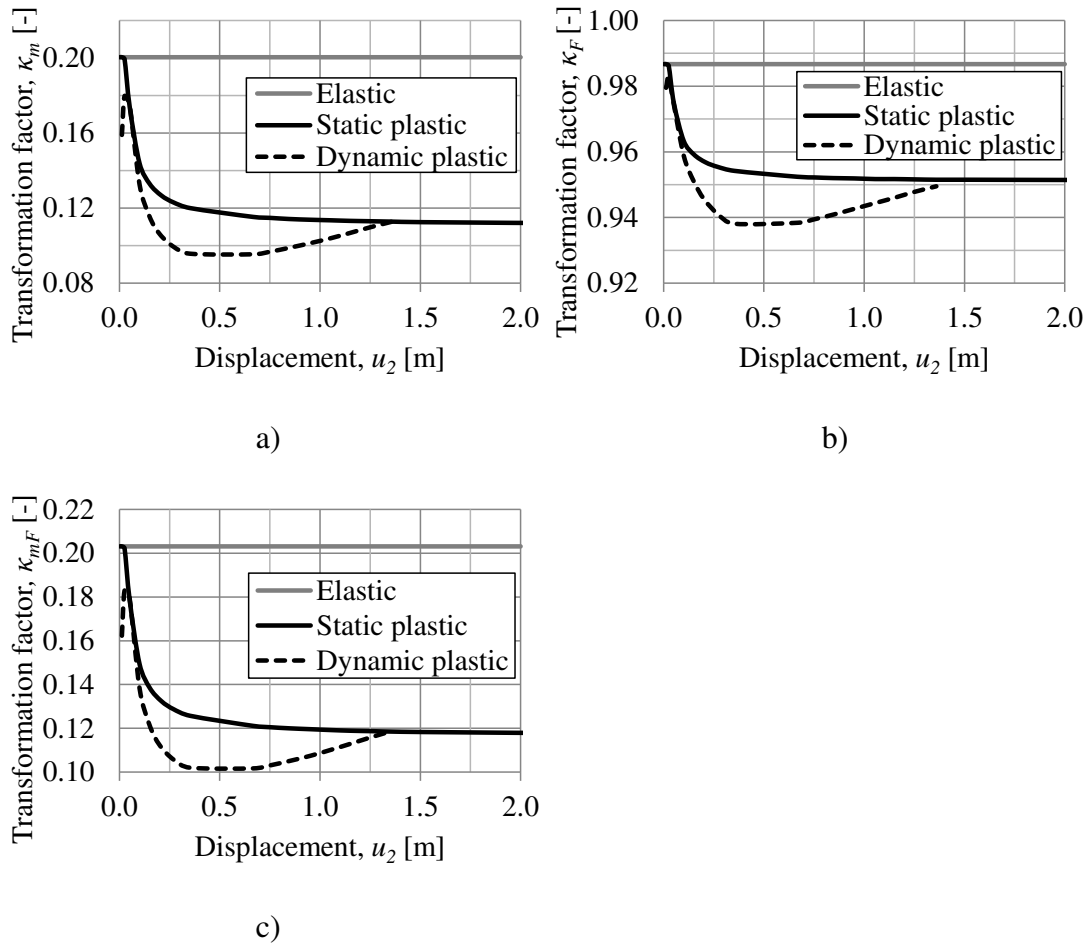 Transformation factor, κm [-]
0.20
0.16
0.12
0.08
Elastic
Static plastic
Dynamic plastic
0.0 0.5 1.0 1.5 2.0
Displacement, u2 [m]
a)
Transformation factor, κF [-]
1.00
0.98
0.96
0.94
0.92
Elastic
Static plastic
Dynamic plastic
0.0 0.5 1.0 1.5 2.0
Displacement, u2 [m]
b)
Transformation factor, κmF [-]
0.22
0.20
0.18
0.16
0.14
0.12
0.10
Elastic
Static plastic
Dynamic plastic
0.0 0.5 1.0 1.5 2.0
Displacement, u2 [m]
c)